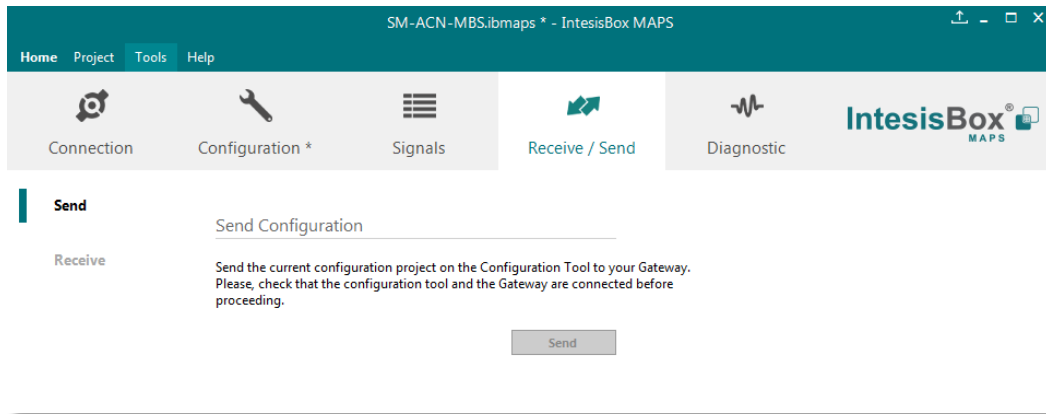 SM-ACN-MBS.ibmaps * - IntesisBox MAPS
Home Project Tools Help
Connection Configuration * Signals Receive / Send Diagnostic
IntesisBox®
MAPS
Send
Send Configuration
Receive
Send the current configuration project on the Configuration Tool to your Gateway.
Please, check that the configuration tool and the Gateway are connected before
proceeding.
Send